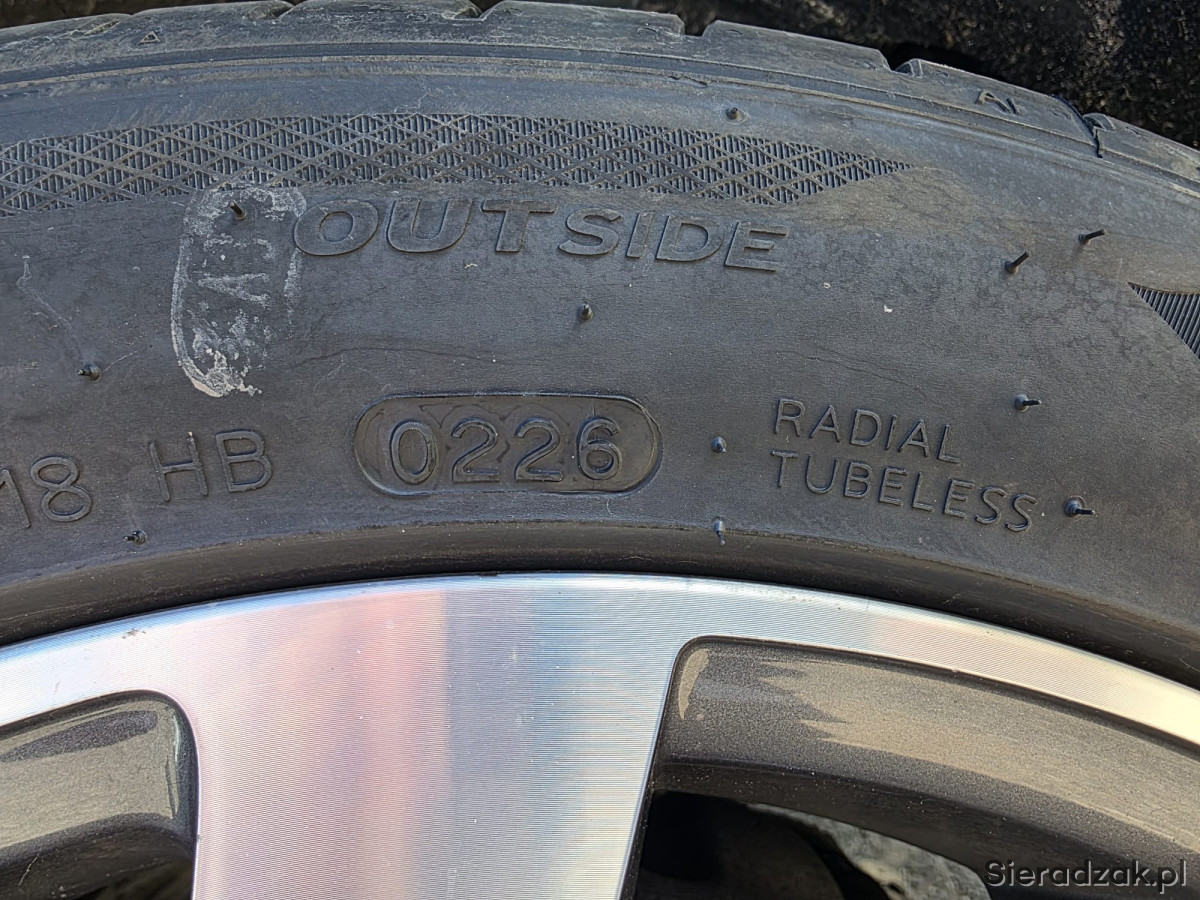 OUTSIDE
18 HB 0226
RADIAL
TUBELESS
Sieradzak.pl